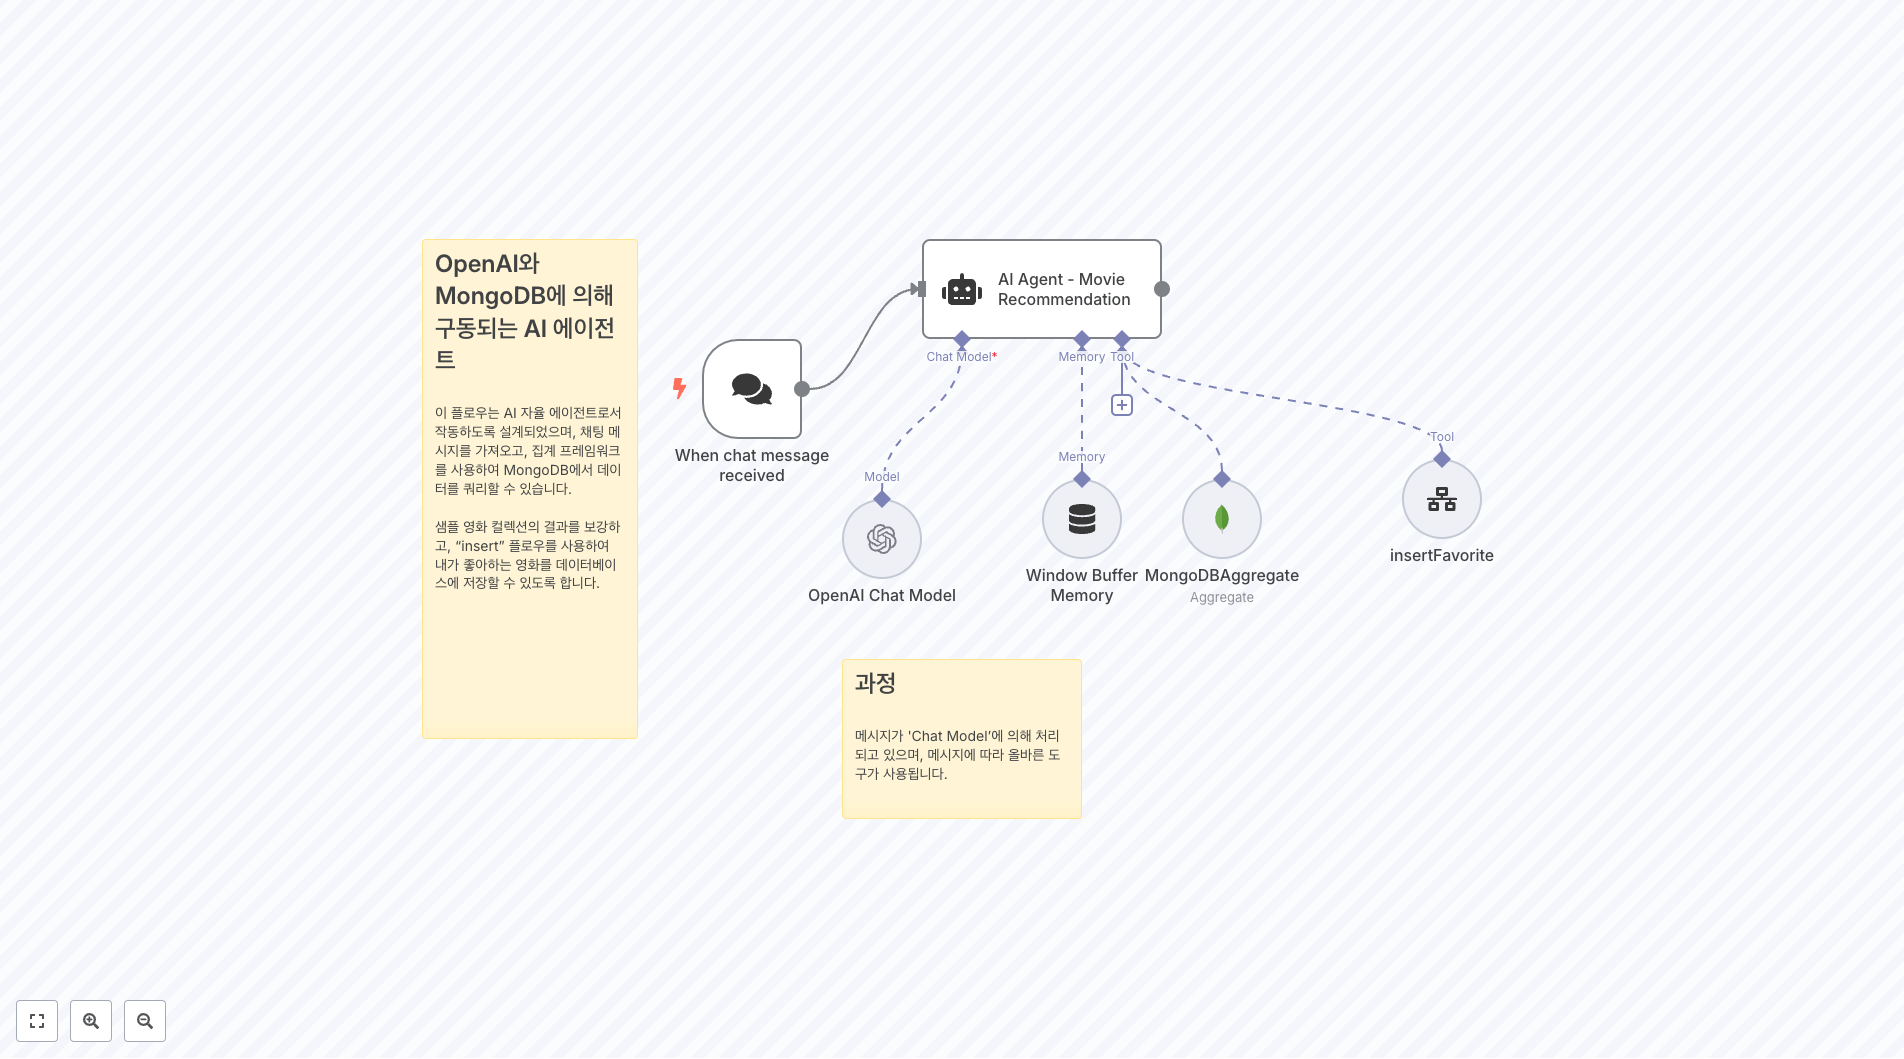 OpenAI와
MongoDB에 의해
구동되는 AI 에이전
트
이 플로우는 AI 자율 에이전트로서
작동하도록 설계되었으며, 채팅 메
시지를 가져오고, 집계 프레임워크
를 사용하여 MongoDB에서 데이
터를 쿼리할 수 있습니다.
샘플 영화 컬렉션의 결과를 보강하
고, “insert” 플로우를 사용하여
내가 좋아하는 영화를 데이터베이
스에 저장할 수 있도록 합니다.
When chat message
received
AI Agent - Movie
Recommendation
Chat Model*
Memory
Tool
Model
OpenAI Chat Model
Memory
Window Buffer
Memory
MongoDBAggregate
Aggregate
Tool
insertFavorite
과정
메시지가 'Chat Model’에 의해 처리
되고 있으며, 메시지에 따라 올바른 도
구가 사용됩니다.